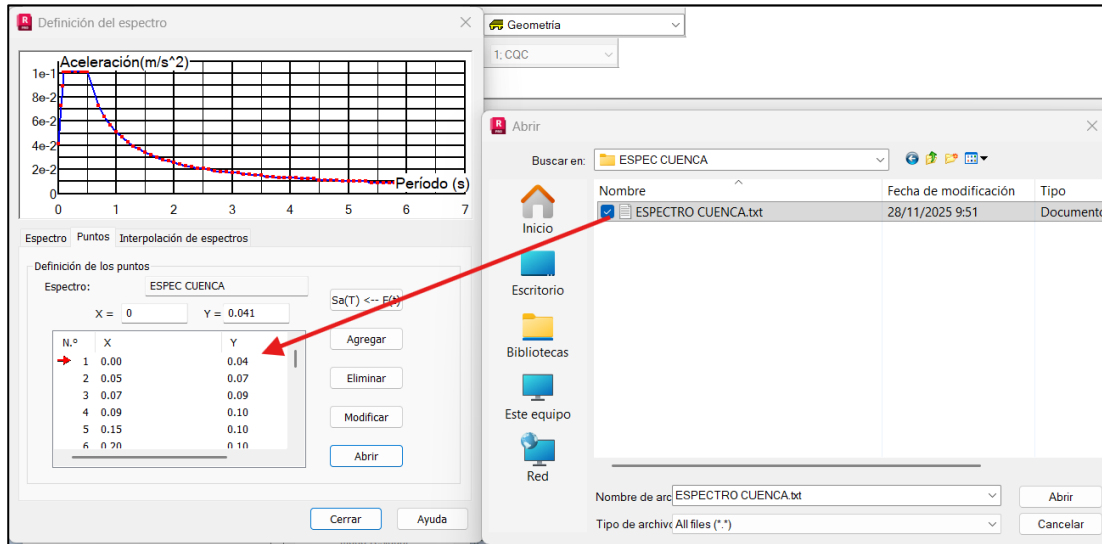 Definición del espectro
Aceleración(m/s^2)
1e-1
8e-2
6e-2
4e-2
2e-2
0
Período (s)
0 1 2 3 4 5 6 7
Espectro Puntos Interpolación de espectros
Definición de los puntos
Espectro: ESPEC CUENCA
X = 0 Y = 0.041
Sa(T) <-- F(t)
N.º X Y
1 0.00 0.04
2 0.05 0.07
3 0.07 0.09
4 0.09 0.10
5 0.15 0.10
6 0.20 0.10
Agregar
Eliminar
Modificar
Abrir
Cerrar
Ayuda
Geometría
1; CQC
Abrir
Buscar en: ESPEC CUENCA
Nombre Fecha de modificación Tipo
ESPECTRO CUENCA.txt 28/11/2025 9:51 Documento
Inicio
Escritorio
Bibliotecas
Este equipo
Red
Nombre de arc ESPECTRO CUENCA.txt Abrir
Tipo de archivo All files (*.*) Cancelar